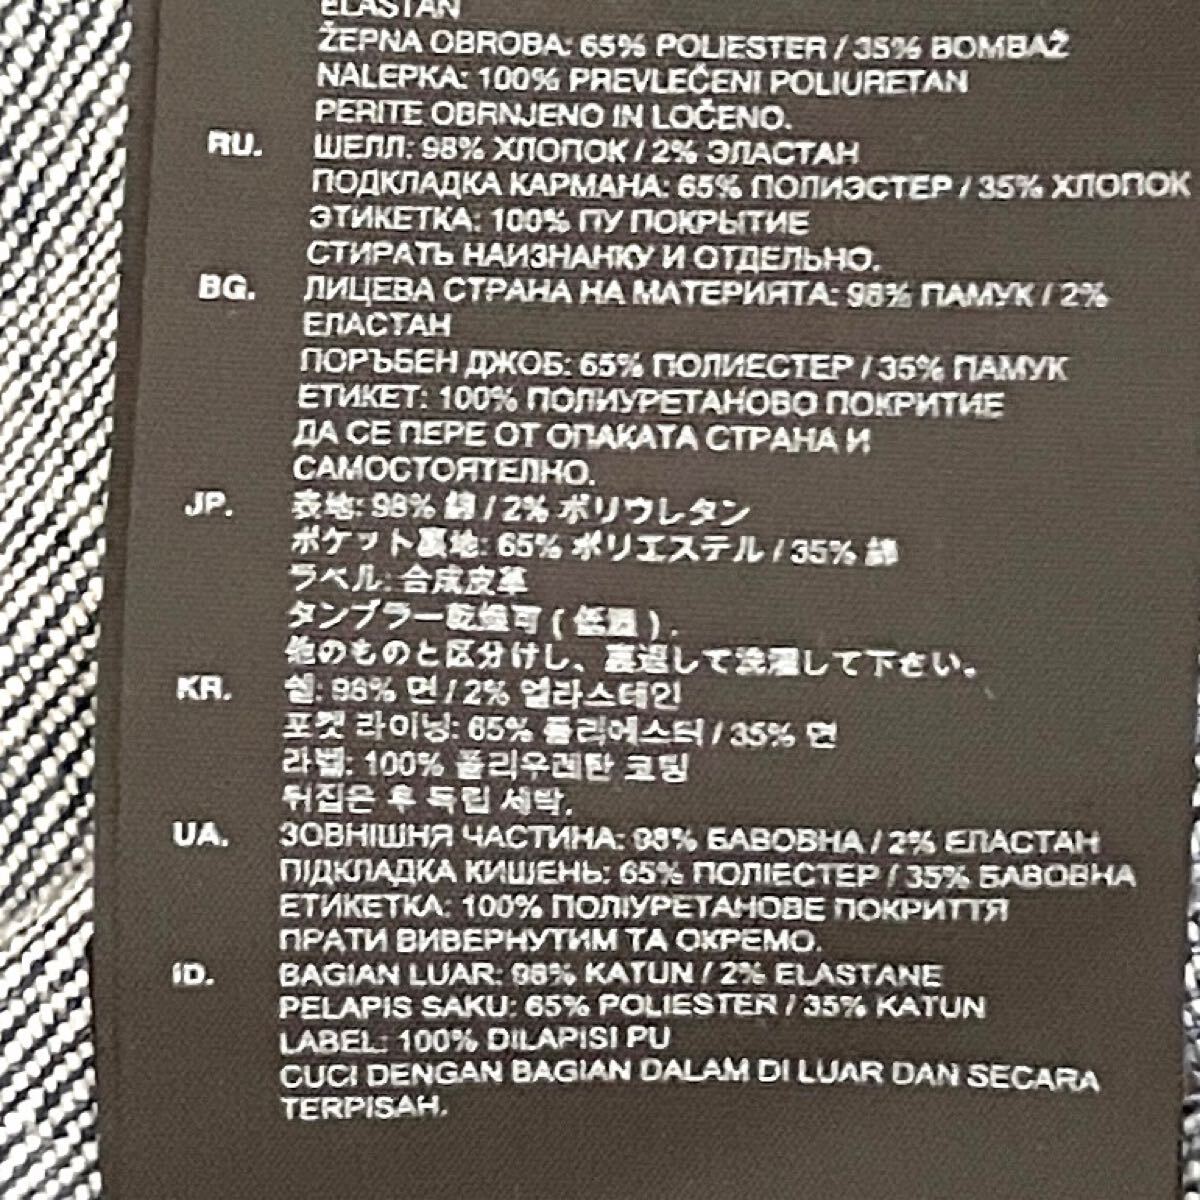 ELASTAN
ŽEPNA OBROBA: 65% POLIESTER / 35% BOMBAŽ
NALEPKA: 100% PREVLEČENI POLIURETAN
PERITE OBRNJENO IN LOČENO.
RU. ШЕЛЛ: 98% ХЛОПОК / 2% ЭЛАСТАН
ПОДКЛАДКА КАРМАНА: 65% ПОЛИЭСТЕР / 35% ХЛОПОК
ЭТИКЕТКА: 100% ПУ ПОКРЫТИЕ
СТИРАТЬ НАИЗНАНКУ И ОТДЕЛЬНО.
BG. ЛИЦЕВА СТРАНА НА МАТЕРИЯТА: 98% ПАМУК / 2%
ЕЛАСТАН
ПОРЪБЕН ДЖОБ: 65% ПОЛИЕСТЕР / 35% ПАМУК
ЕТИКЕТ: 100% ПОЛИУРЕТАНОВО ПОКРИТИЕ
ДА СЕ ПЕРЕ ОТ ОПАКАТА СТРАНА И
САМОСТОЯТЕЛНО.
JP. 表地: 98% 綿 / 2% ポリウレタン
ポケット裏地: 65% ポリエステル / 35% 綿
ラベル: 合成皮革
タンブラー乾燥可 ( 低温 ) .
他のものと区分けし、裏返して洗濯して下さい。
KR. 쉘: 98% 면 / 2% 얼라스테인
포켓 라이닝: 65% 폴리에스터 / 35% 면
라벨: 100% 폴리우레탄 코팅
뒤집은 후 독립 세탁.
UA. ЗОВНІШНЯ ЧАСТИНА: 98% БАВОВНА / 2% ЕЛАСТАН
ПІДКЛАДКА КИШЕНЬ: 65% ПОЛІЕСТЕР / 35% БАВОВНА
ЕТИКЕТКА: 100% ПОЛІУРЕТАНОВЕ ПОКРИТТЯ
ПРАТИ ВИВЕРНУТИМ ТА ОКРЕМО.
ID. BAGIAN LUAR: 98% KATUN / 2% ELASTANE
PELAPIS SAKU: 65% POLIESTER / 35% KATUN
LABEL: 100% DILAPISI PU
CUCI DENGAN BAGIAN DALAM DI LUAR DAN SECARA
TERPISAH.